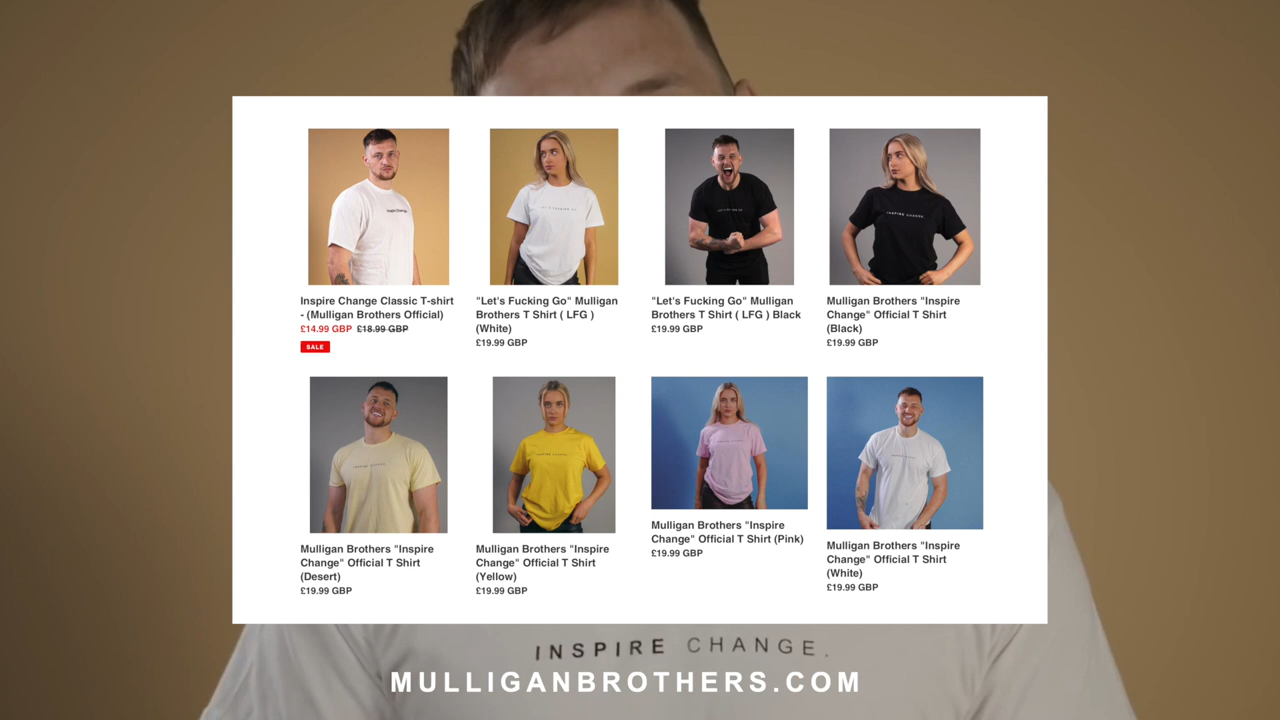 Inspire Change Classic T-shirt
- (Mulligan Brothers Official)
£14.99 GBP £18.99 GBP
SALE
"Let's Fucking Go" Mulligan
Brothers T Shirt ( LFG )
(White)
£19.99 GBP
"Let's Fucking Go" Mulligan
Brothers T Shirt ( LFG ) Black
£19.99 GBP
INSPIRE CHANGE
Mulligan Brothers "Inspire
Change" Official T Shirt
(Black)
£19.99 GBP
Mulligan Brothers "Inspire
Change" Official T Shirt
(Desert)
£19.99 GBP
Mulligan Brothers "Inspire
Change" Official T Shirt
(Yellow)
£19.99 GBP
Mulligan Brothers "Inspire
Change" Official T Shirt (Pink)
£19.99 GBP
Mulligan Brothers "Inspire
Change" Official T Shirt
(White)
£19.99 GBP
INSPIRE CHANGE.
MULLIGANBROTHERS.COM